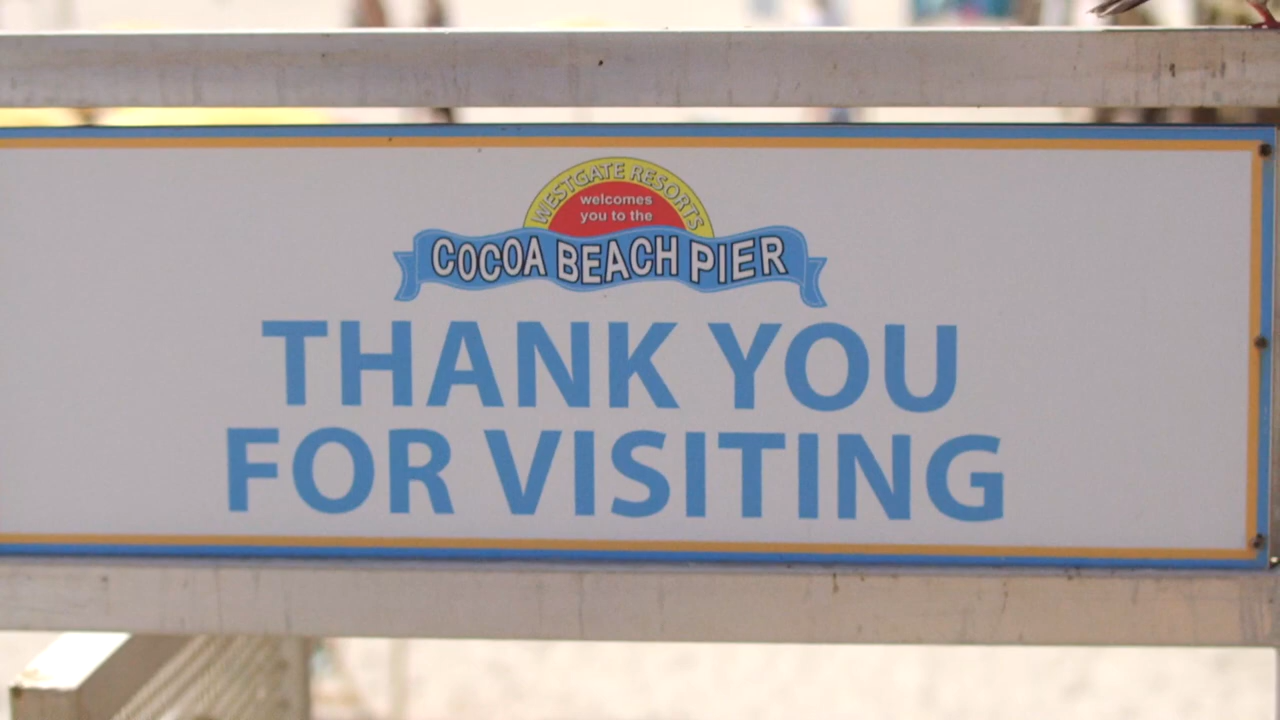 WESTGATE RESORTS
welcomes
you to the
COCOA BEACH PIER
THANK YOU
FOR VISITING